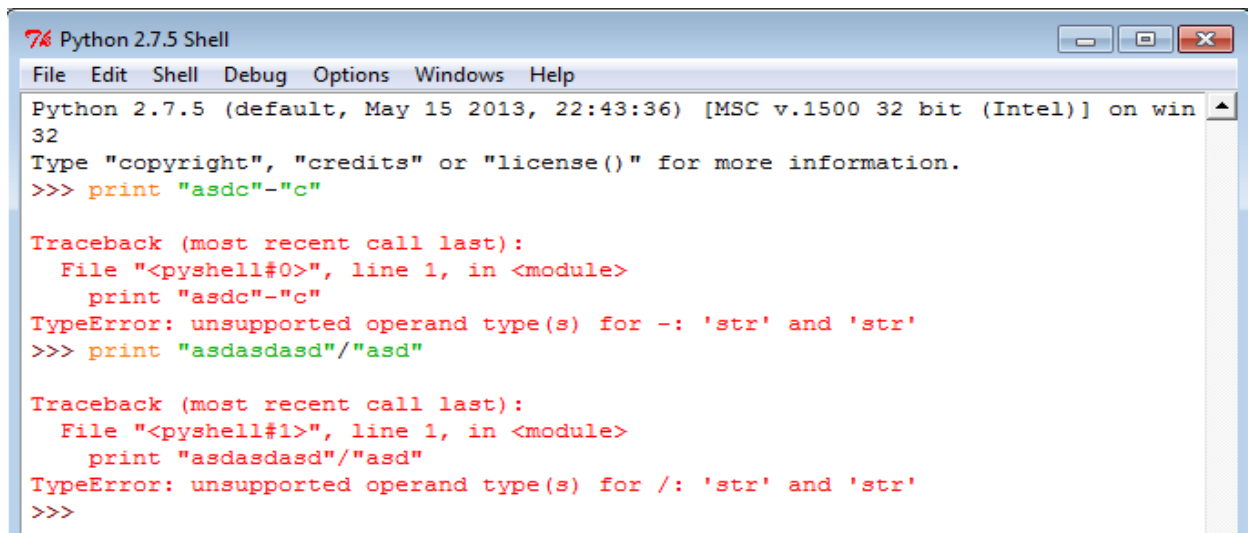 Python 2.7.5 Shell
File Edit Shell Debug Options Windows Help
Python 2.7.5 (default, May 15 2013, 22:43:36) [MSC v.1500 32 bit (Intel)] on win
32
Type "copyright", "credits" or "license()" for more information.
>>> print "asdc"-"c"

Traceback (most recent call last):
  File "<pyshell#0>", line 1, in <module>
    print "asdc"-"c"
TypeError: unsupported operand type(s) for -: 'str' and 'str'
>>> print "asdasdasd"/"asd"

Traceback (most recent call last):
  File "<pyshell#1>", line 1, in <module>
    print "asdasdasd"/"asd"
TypeError: unsupported operand type(s) for /: 'str' and 'str'
>>>